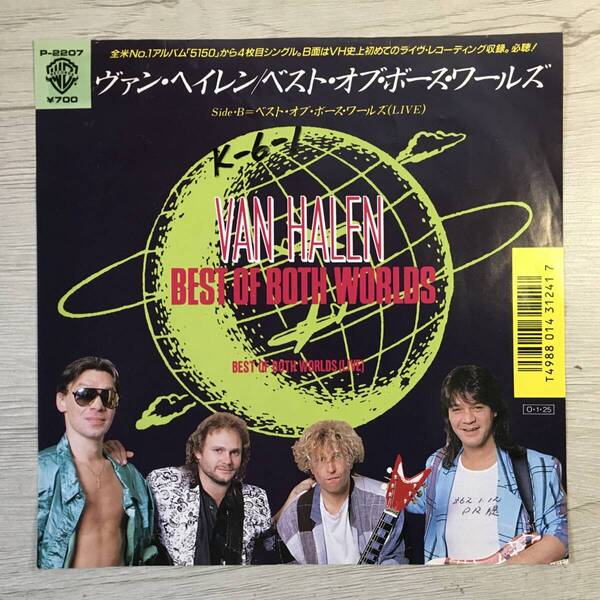 P-2207
¥700
全米No.1アルバム「5150」から4枚目シングル。B面はVH史上初めてのライヴ・レコーディング収録。必聴!
ヴァン・ヘイレン/ベスト・オブ・ボース・ワールズ
Side・B=ベスト・オブ・ボース・ワールズ(LIVE)
K-6-1
VAN HALEN
BEST OF BOTH WORLDS
BEST OF BOTH WORLDS(LIVE)
T4988 014 31241 7
O・1・25
S62.1.12